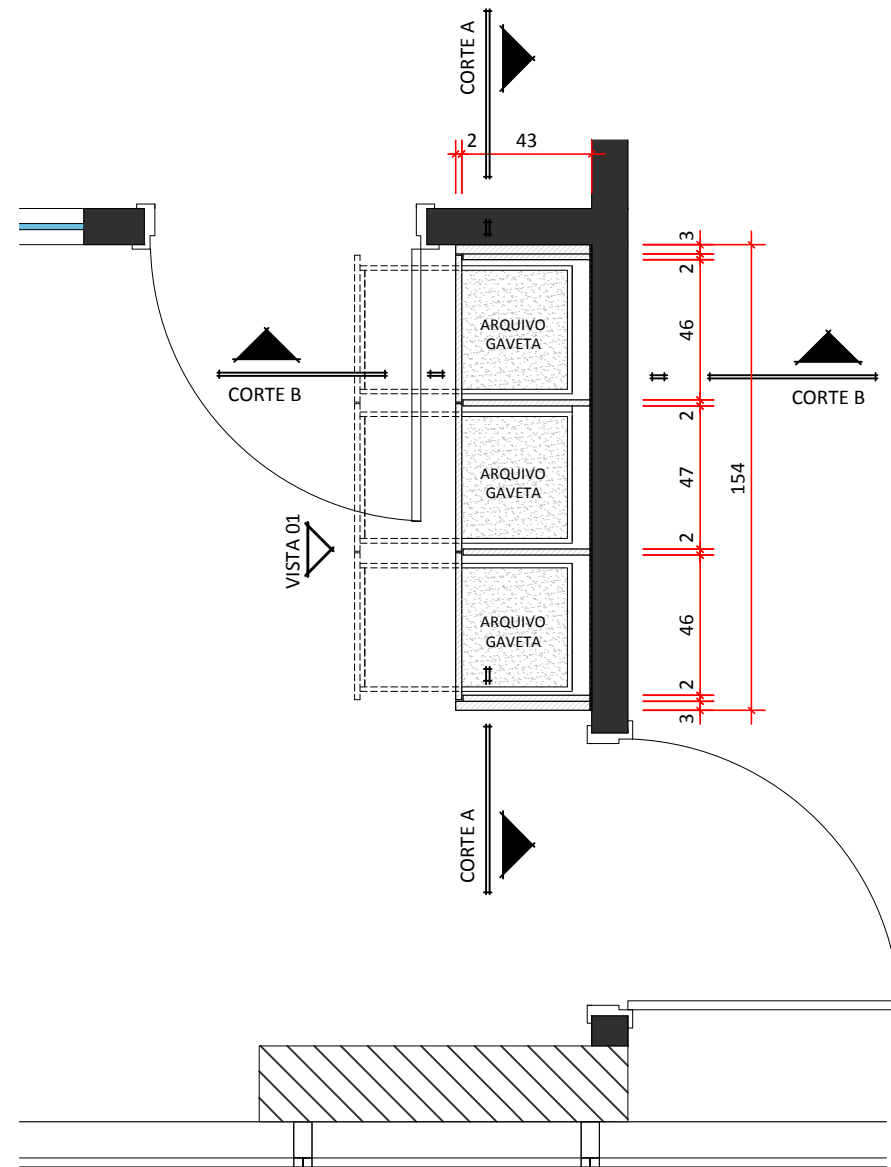 CORTE A
2
43
3
2
46
ARQUIVO
GAVETA
CORTE B
CORTE B
2
ARQUIVO
GAVETA
47
154
VISTA 01
2
ARQUIVO
GAVETA
46
2
3
CORTE A